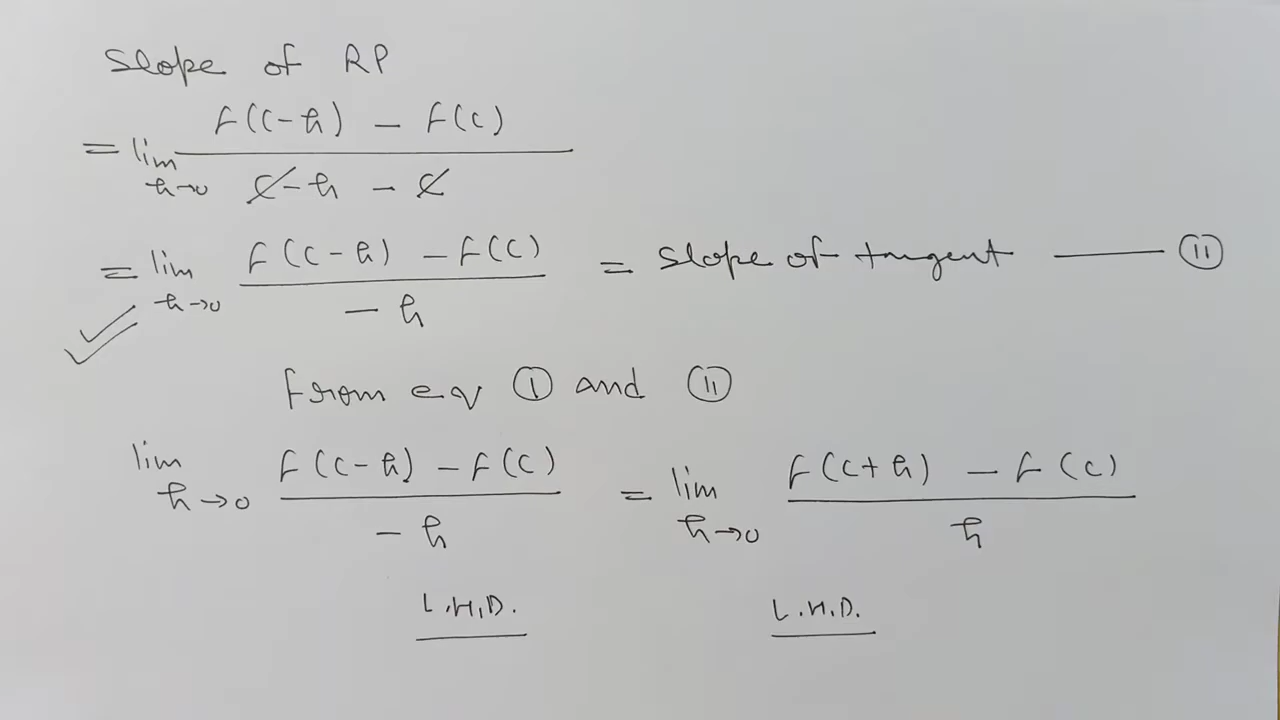 Slope of RP
= lim h→0 f(c-h) - f(c) / c-h - c
= lim h→0 f(c-h) - f(c) / -h = slope of tangent —— (II)
from eq (I) and (II)
lim h→0 f(c-h) - f(c) / -h = lim h→0 f(c+h) - f(c) / h
L.H.D. L.H.D.